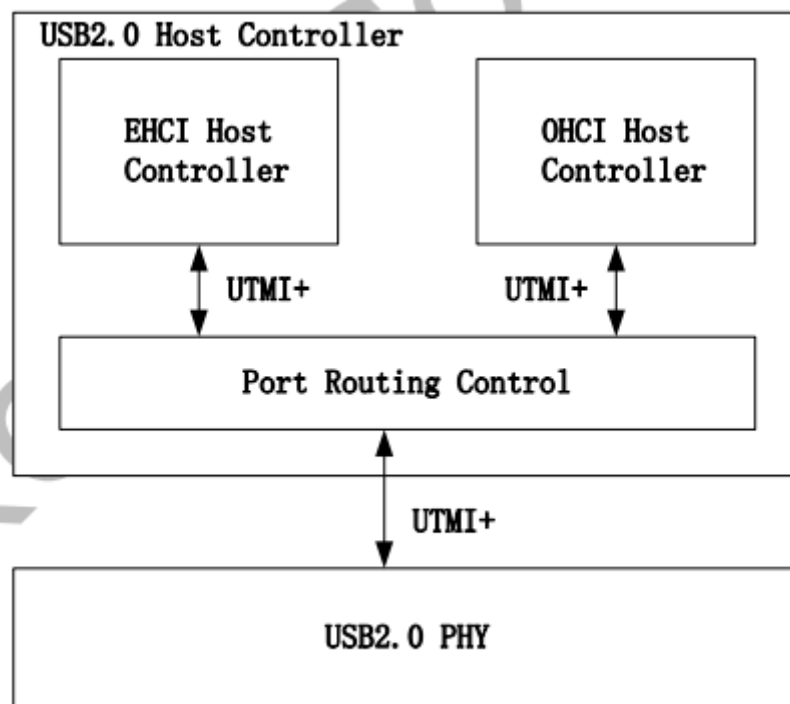 USB2.0 Host Controller
EHCI Host
Controller
OHCI Host
Controller
UTMI+
UTMI+
Port Routing Control
UTMI+
USB2.0 PHY